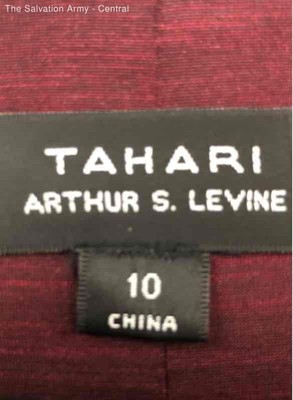 The Salvation Army - Central
TAHARI
ARTHUR S. LEVINE
10
CHINA